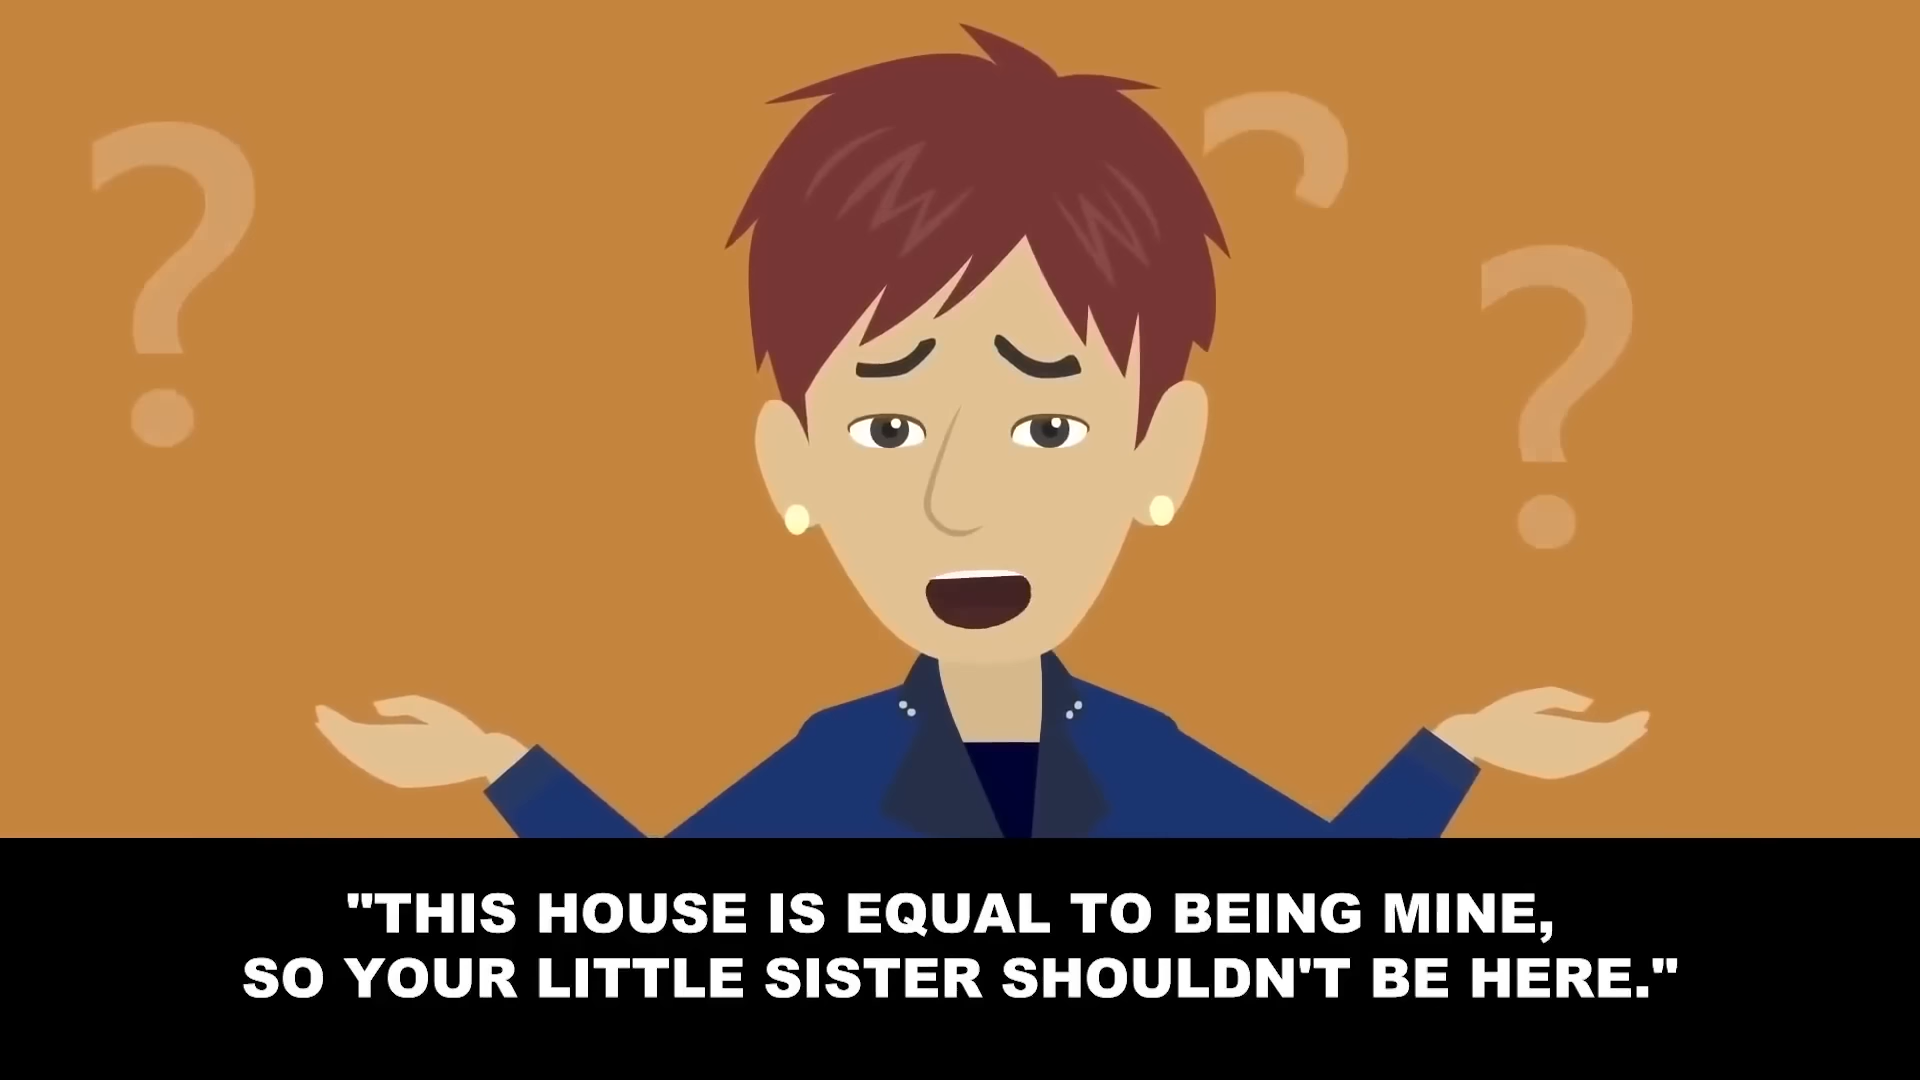 "THIS HOUSE IS EQUAL TO BEING MINE,
SO YOUR LITTLE SISTER SHOULDN'T BE HERE."